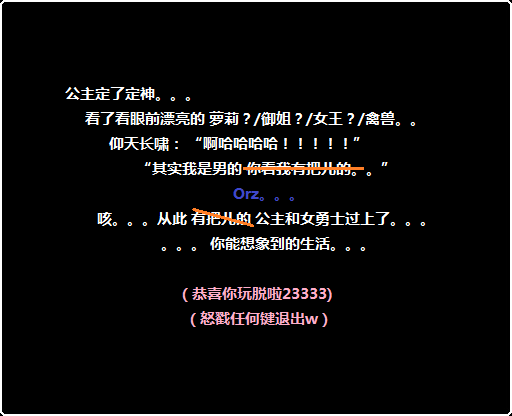 公主定了定神。。。
看了看眼前漂亮的 萝莉？/御姐？/女王？/禽兽。。
仰天长啸：“啊哈哈哈哈！！！！！”
“其实我是男的 你看我有把儿的。。”
Orz。。。
咳。。。从此 有把儿的 公主和女勇士过上了。。。
。。。 你能想象到的生活。。。
（恭喜你玩脱啦23333)
（怒戳任何键退出w）